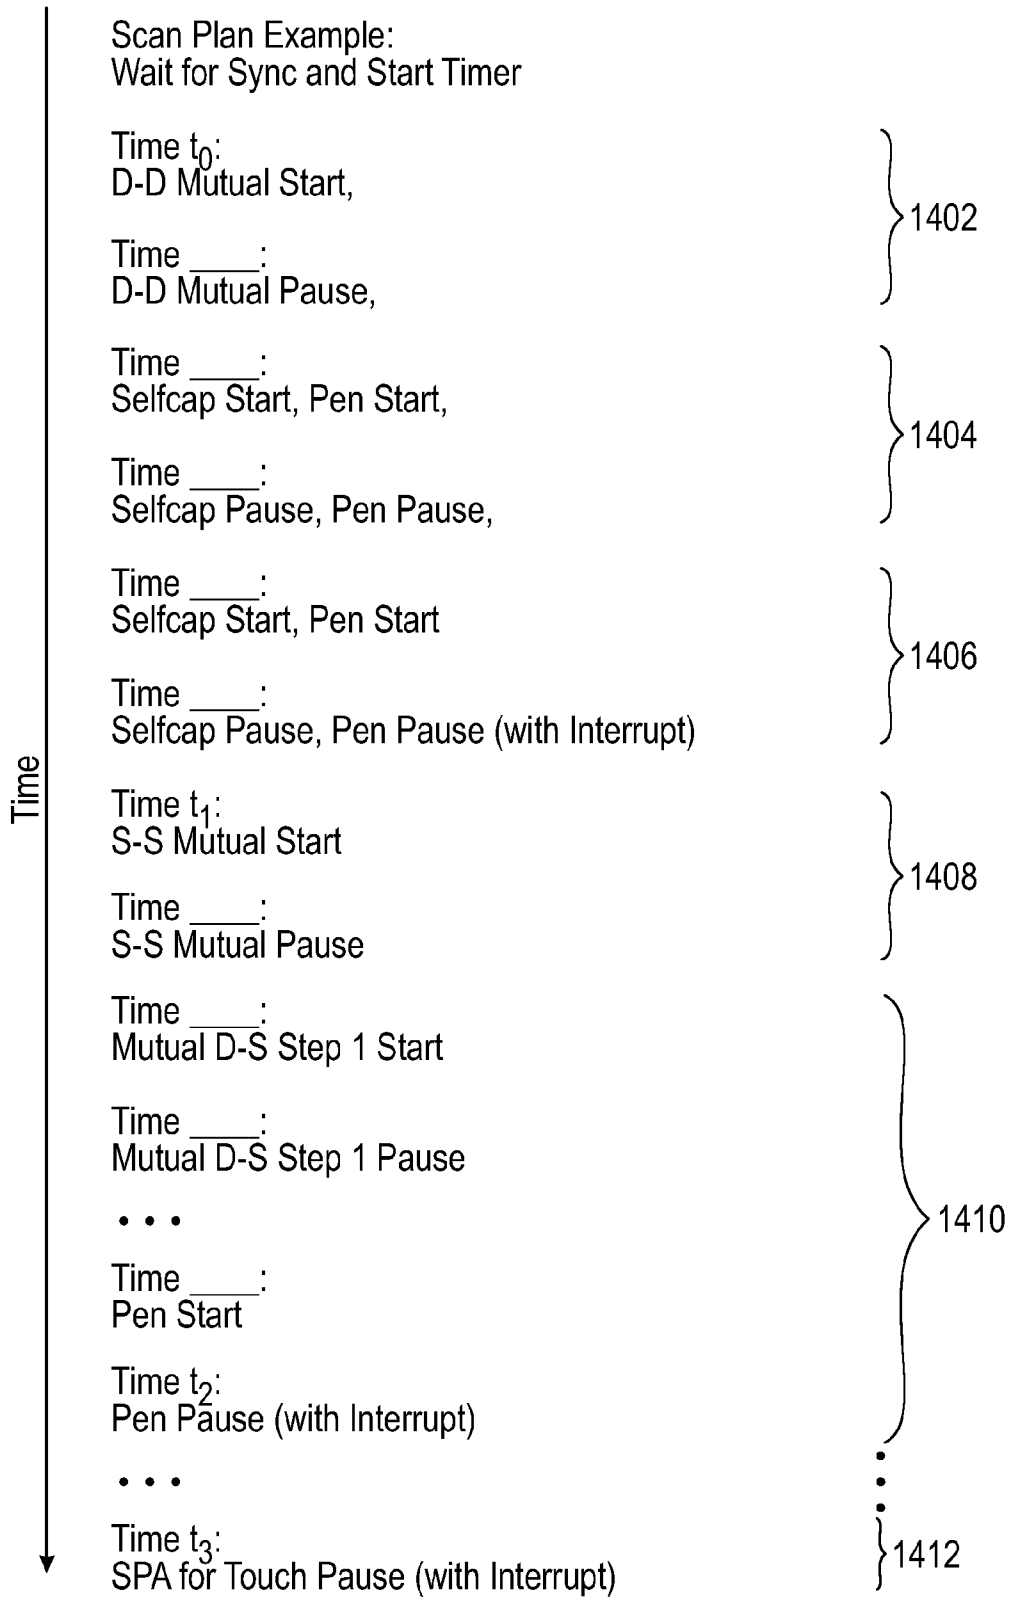 Scan Plan Example:
Wait for Sync and Start Timer
Time t0:
D-D Mutual Start,
1402
Time ____:
D-D Mutual Pause,
Time ____:
Selfcap Start, Pen Start,
1404
Time ____:
Selfcap Pause, Pen Pause,
Time ____:
Selfcap Start, Pen Start
1406
Time ____:
Selfcap Pause, Pen Pause (with Interrupt)
Time
Time t1:
S-S Mutual Start
1408
Time ____:
S-S Mutual Pause
Time ____:
Mutual D-S Step 1 Start
Time ____:
Mutual D-S Step 1 Pause
• • •
1410
Time ____:
Pen Start
Time t2:
Pen Pause (with Interrupt)
• • •
Time t3:
1412
SPA for Touch Pause (with Interrupt)